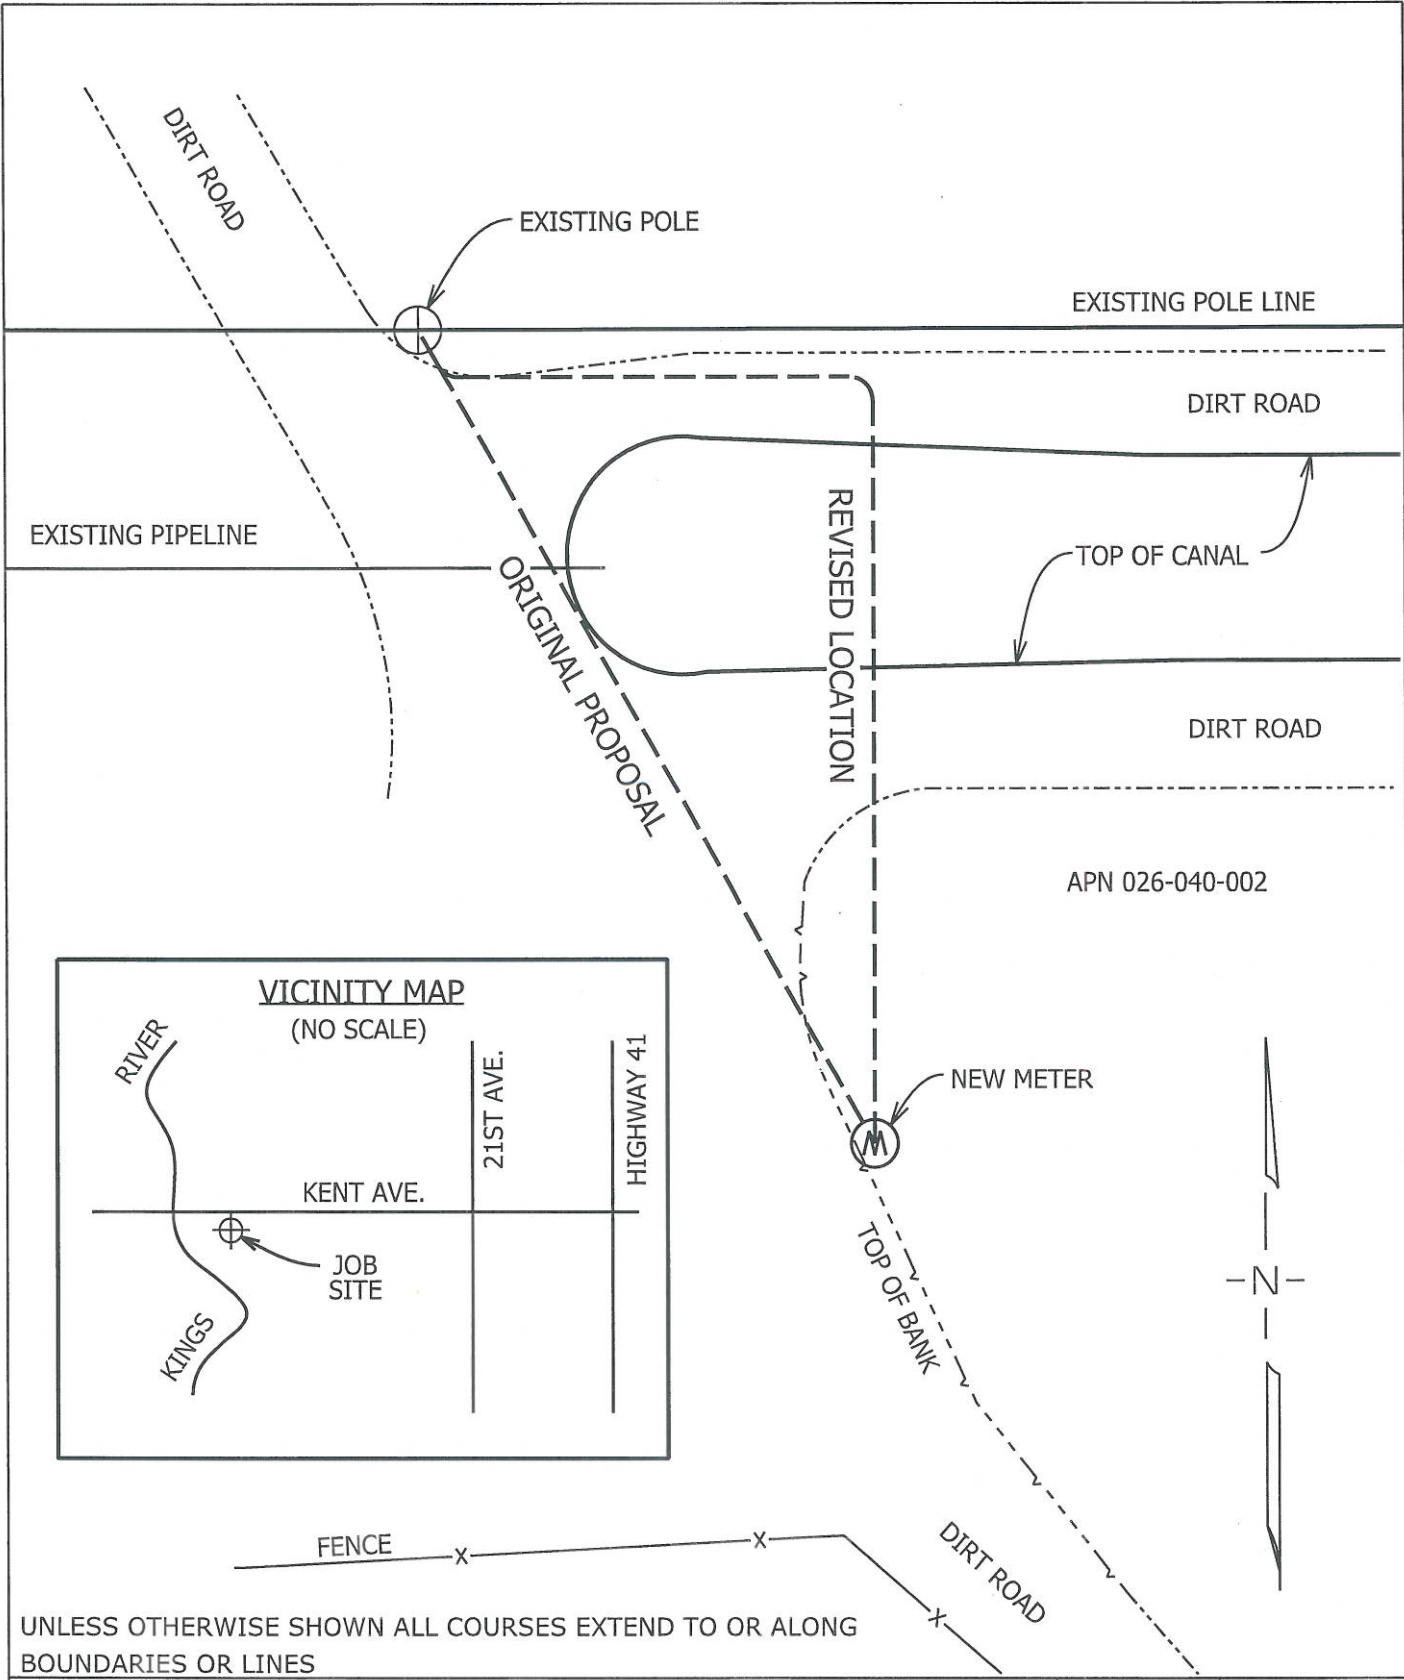 DIRT ROAD
EXISTING POLE
EXISTING POLE LINE
DIRT ROAD
EXISTING PIPELINE
ORIGINAL PROPOSAL
REVISED LOCATION
TOP OF CANAL
DIRT ROAD
APN 026-040-002
VICINITY MAP
(NO SCALE)
RIVER
21ST AVE.
HIGHWAY 41
KENT AVE.
JOB
SITE
KINGS
NEW METER
M
TOP OF BANK
N
FENCE
X
X
X
DIRT ROAD
UNLESS OTHERWISE SHOWN ALL COURSES EXTEND TO OR ALONG
BOUNDARIES OR LINES